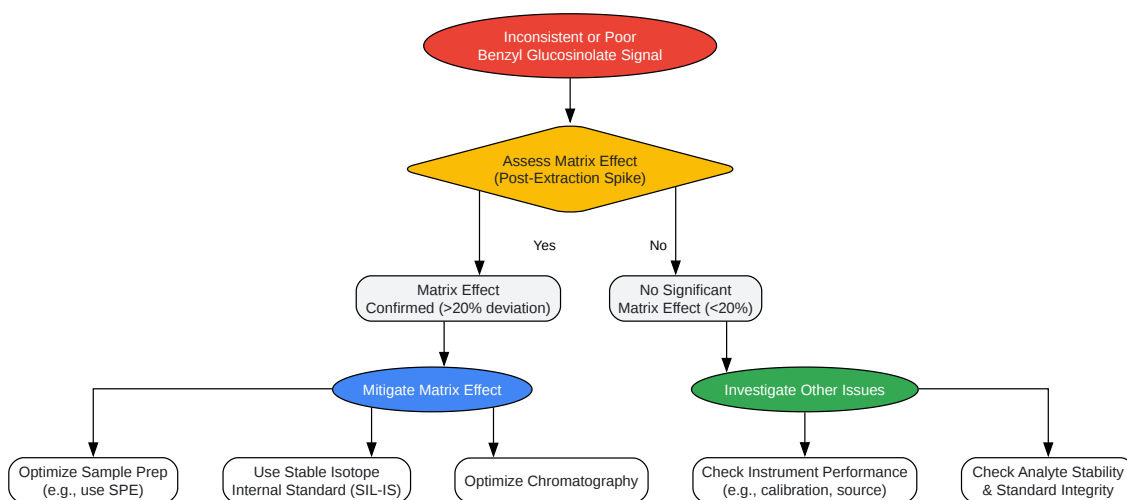 Inconsistent or Poor
Benzyl Glucosinolate Signal
Assess Matrix Effect
(Post-Extraction Spike)
Yes
No
Matrix Effect
Confirmed (>20% deviation)
No Significant
Matrix Effect (<20%)
Mitigate Matrix Effect
Investigate Other Issues
Optimize Sample Prep
(e.g., use SPE)
Use Stable Isotope
Internal Standard (SIL-IS)
Optimize Chromatography
Check Instrument Performance
(e.g., calibration, source)
Check Analyte Stability
& Standard Integrity